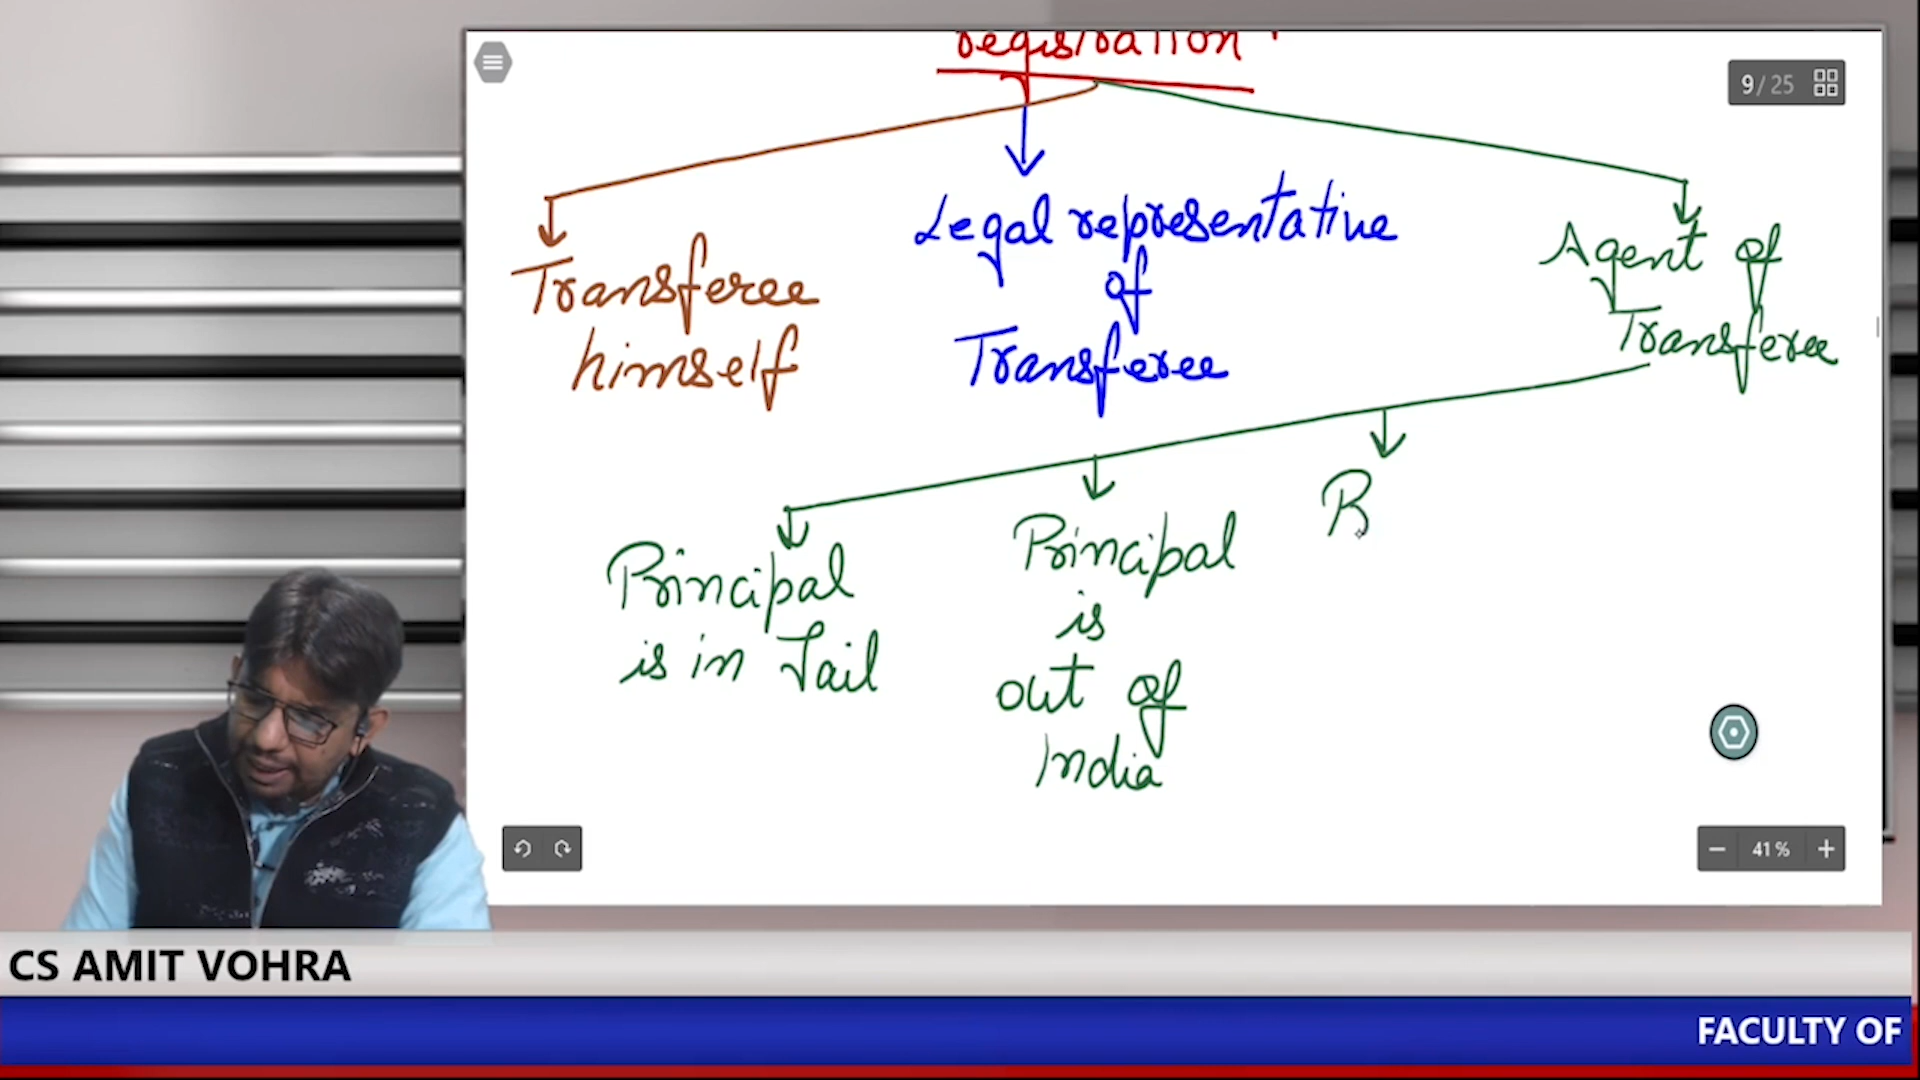 registration
9 / 25
Transferee
himself
Legal representative
of
Transferee
Agent of
Transferee
Principal
is in Jail
Principal
is
out of
India
P
41 %
CS AMIT VOHRA
FACULTY OF